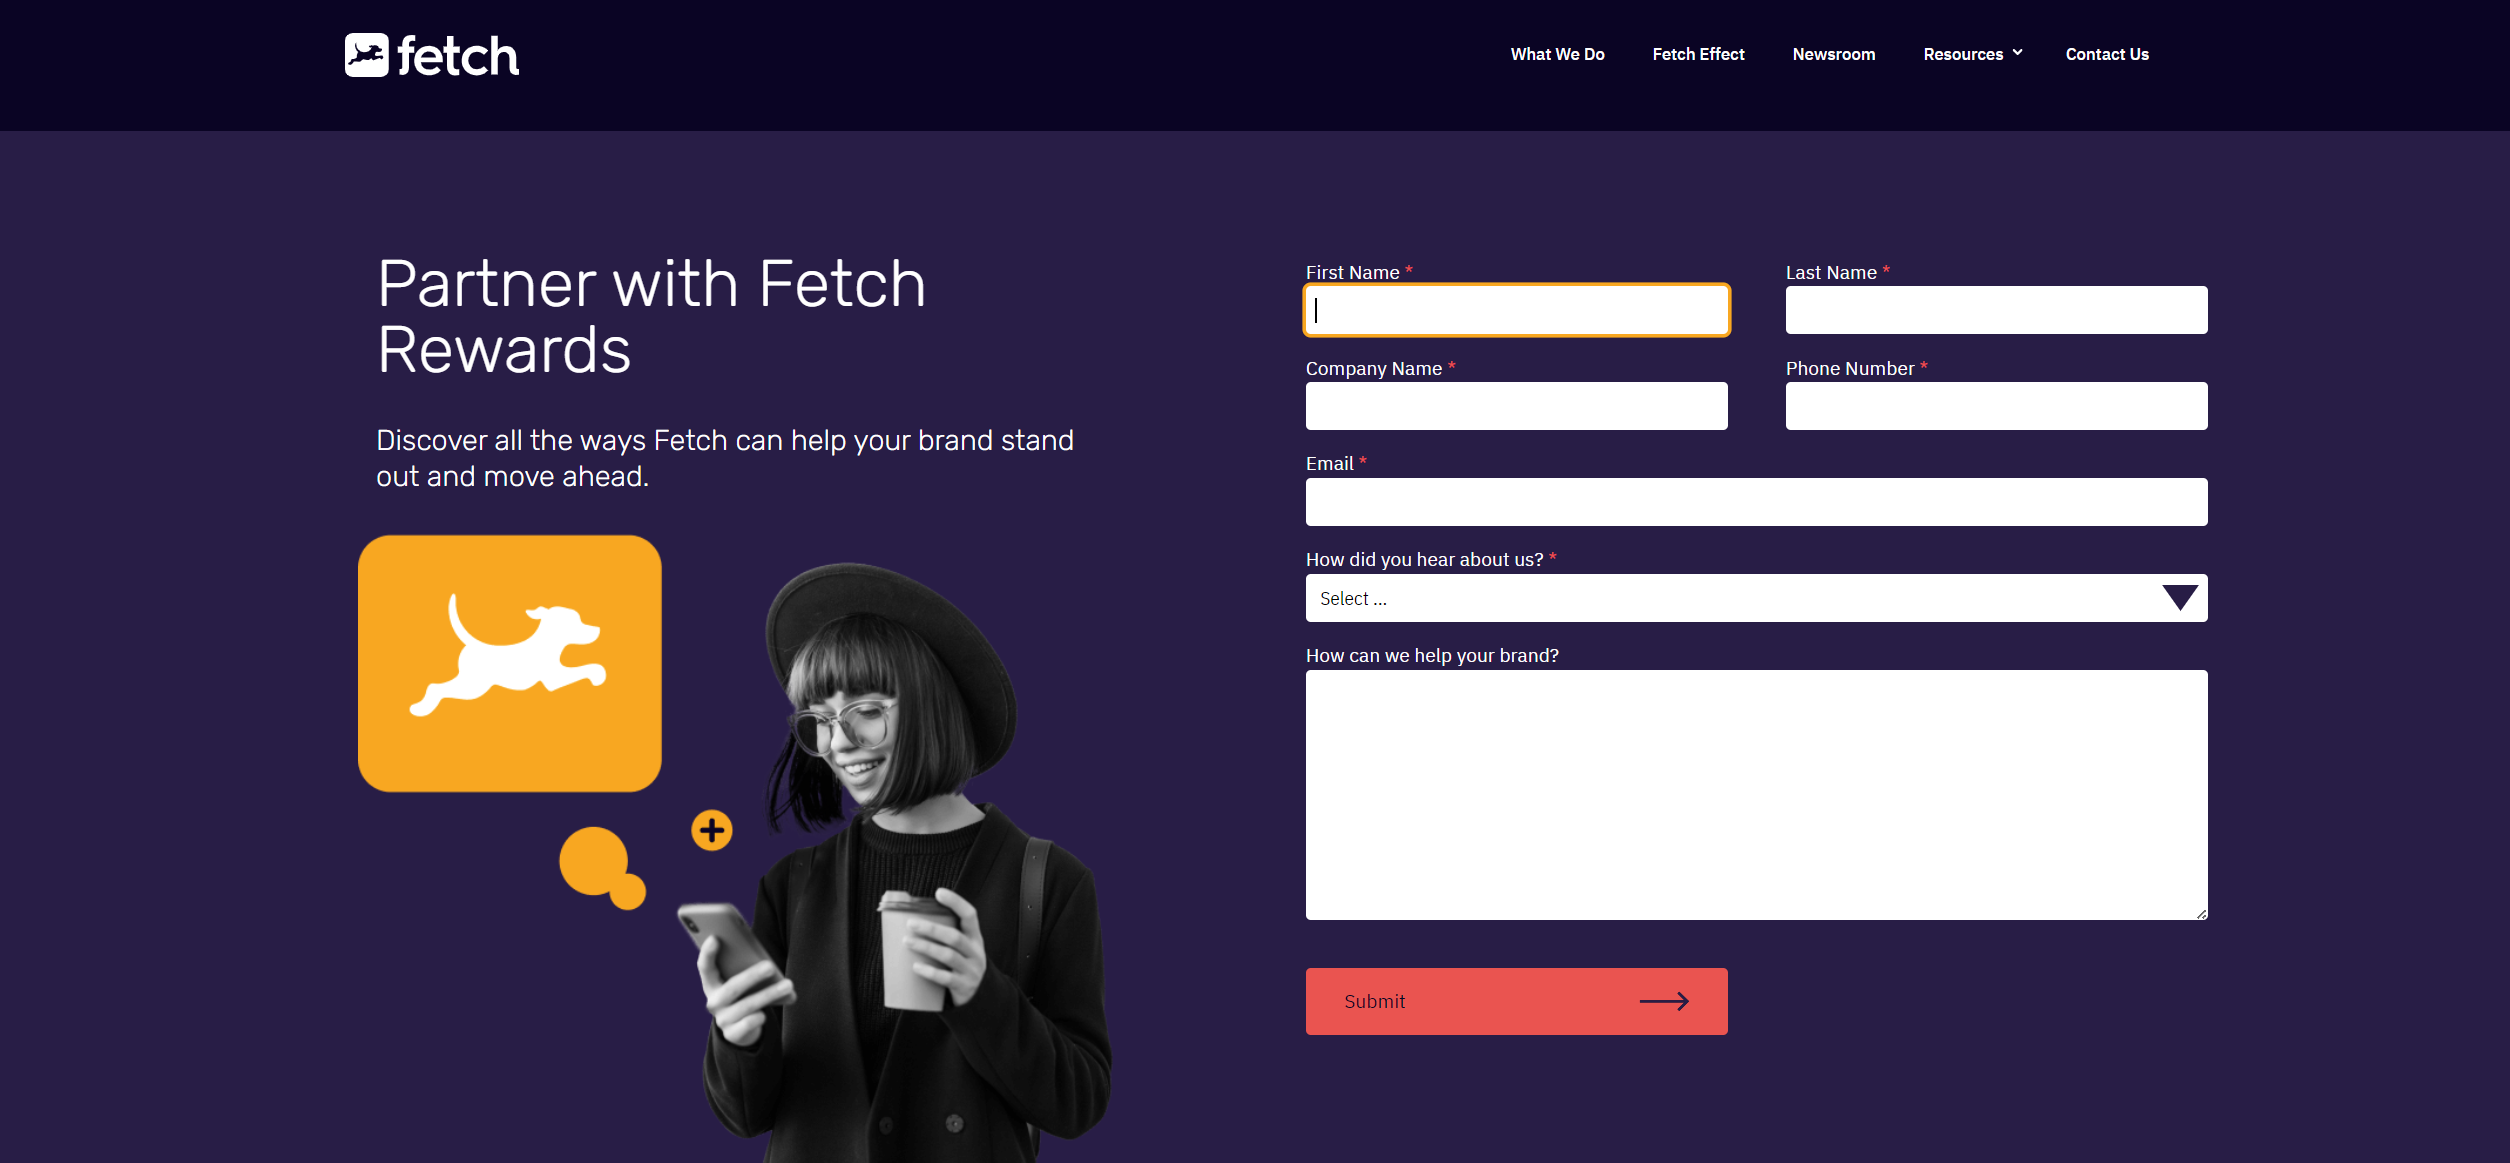 fetch
What We Do
Fetch Effect
Newsroom
Resources
Contact Us
Partner with Fetch
Rewards
Discover all the ways Fetch can help your brand stand
out and move ahead.
First Name *
Last Name *
Company Name *
Phone Number *
Email *
How did you hear about us? *
Select ...
How can we help your brand?
Submit